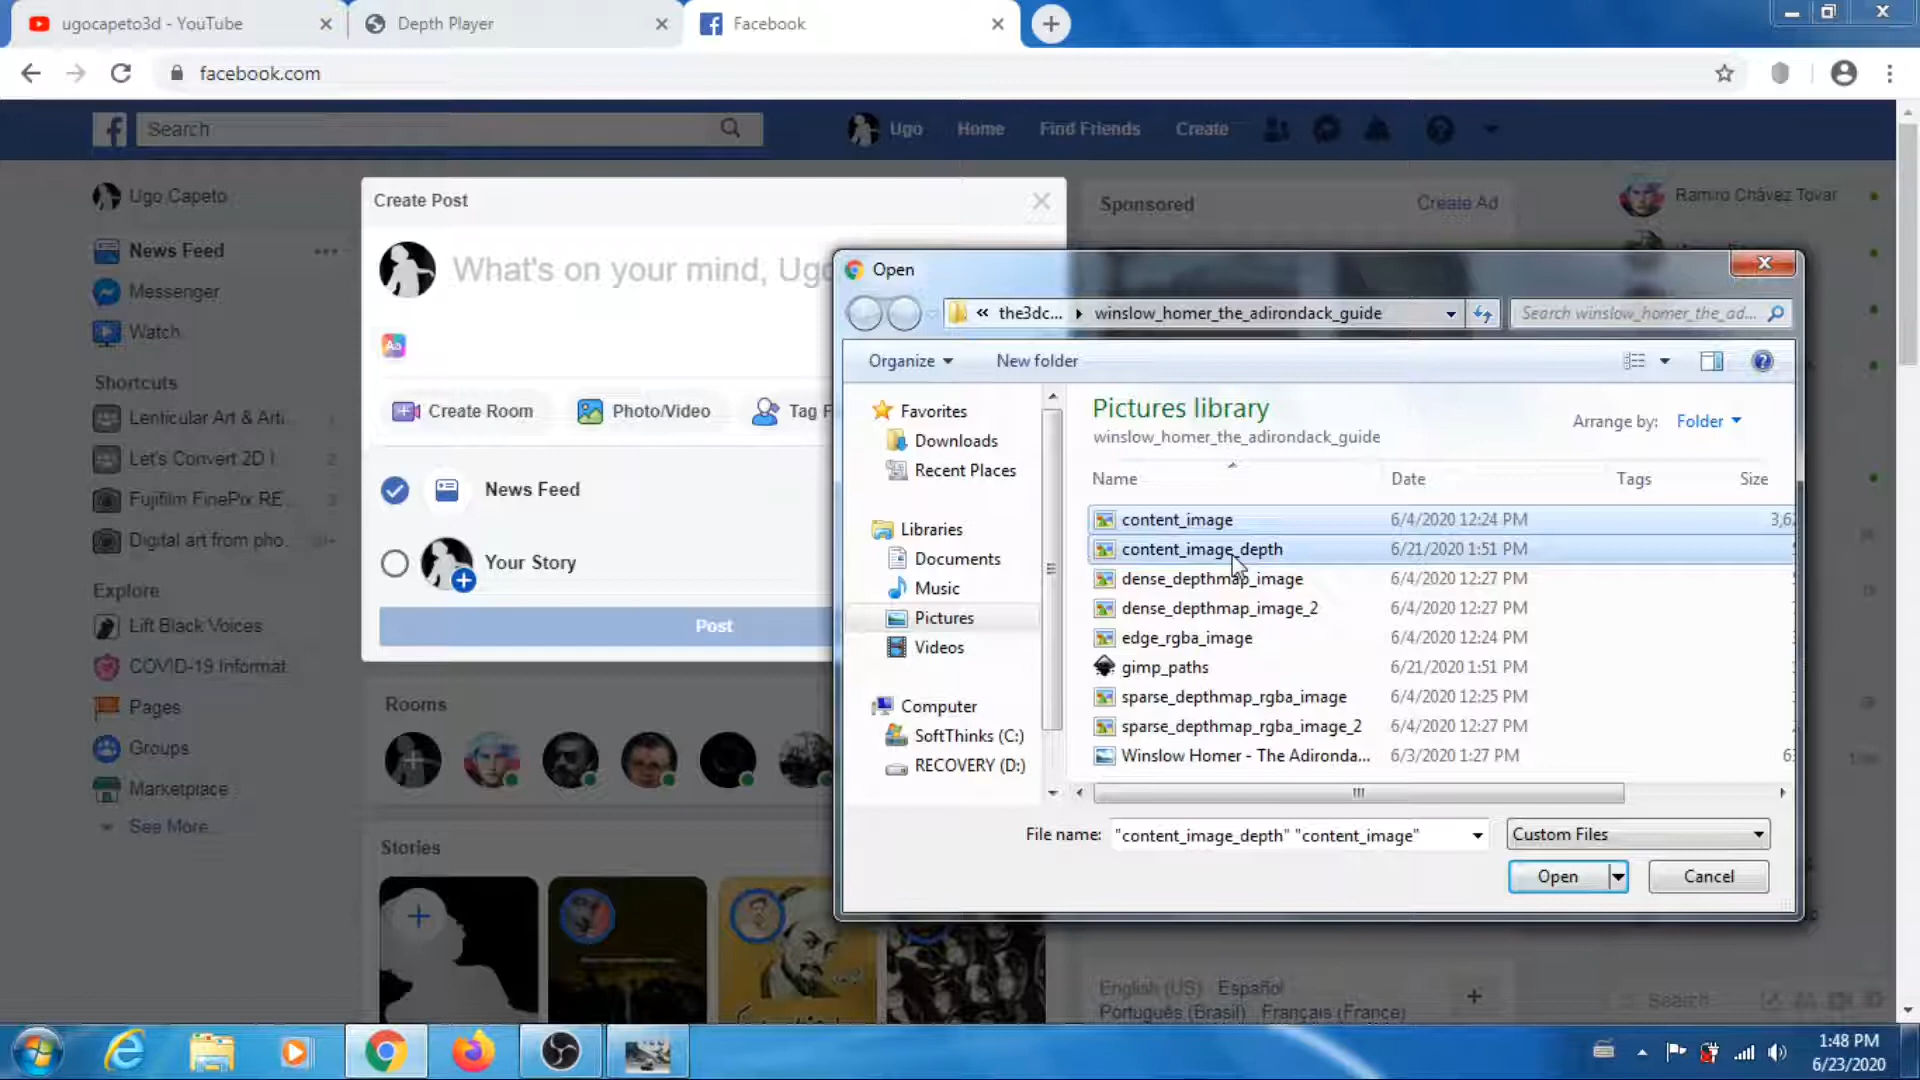 ugocapeto3d - YouTube
Depth Player
Facebook
facebook.com
Search
Ugo
Home
Find Friends
Create
Ugo Capeto
News Feed
Messenger
Watch
Shortcuts
Lenticular Art & Arti...
Let's Convert 2D I
2
Fujifilm FinePix RE...
3
Digital art from pho...
Explore
Lift Black Voices
COVID-19 Informat
Pages
Groups
Marketplace
See More...
Create Post
What's on your mind, Ugo
Aa
Create Room
Photo/Video
Tag F
News Feed
Your Story
Post
Rooms
Stories
Sponsored
Create Ad
Ramiro Chávez Tovar
Open
« the3dc...
winslow_homer_the_adirondack_guide
Search winslow_homer_the_ad...
Organize
New folder
Favorites
Downloads
Recent Places
Libraries
Documents
Music
Pictures
Videos
Computer
SoftThinks (C:)
RECOVERY (D:)
Pictures library
winslow_homer_the_adirondack_guide
Arrange by: Folder
Name Date Tags Size
content_image 6/4/2020 12:24 PM 3,62
content_image_depth 6/21/2020 1:51 PM
dense_depthmap_image 6/4/2020 12:27 PM
dense_depthmap_image_2 6/4/2020 12:27 PM
edge_rgba_image 6/4/2020 12:24 PM
gimp_paths 6/21/2020 1:51 PM
sparse_depthmap_rgba_image 6/4/2020 12:25 PM
sparse_depthmap_rgba_image_2 6/4/2020 12:27 PM
Winslow Homer - The Adironda... 6/3/2020 1:27 PM 63
File name: "content_image_depth" "content_image"
Custom Files
Open
Cancel
English (US) · Español
Português (Brasil) · Français (France)
Search
1:48 PM
6/23/2020